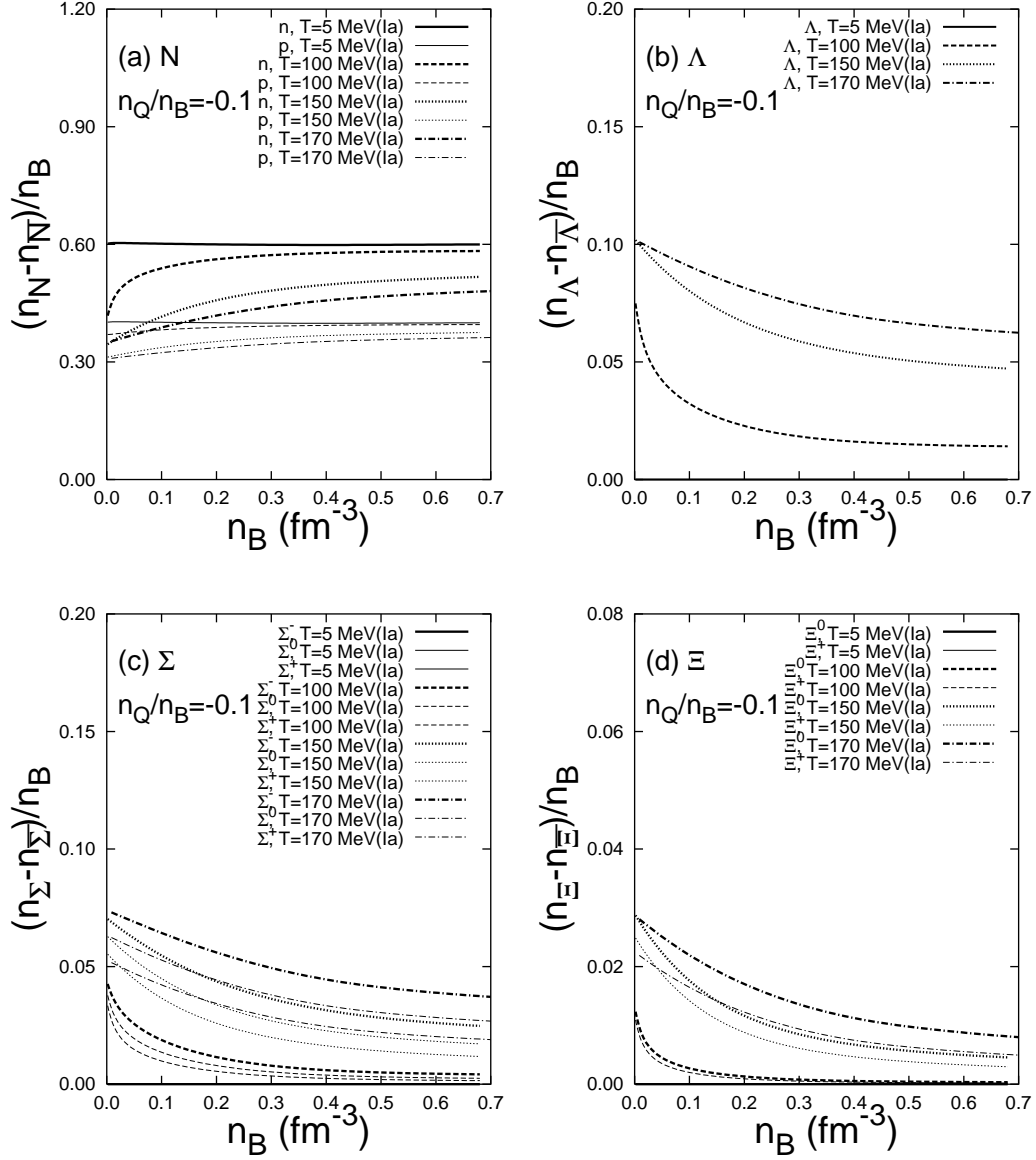 (a) N
n_Q/n_B=-0.1
n, T=5 MeV(Ia)
p, T=5 MeV(Ia)
n, T=100 MeV(Ia)
p, T=100 MeV(Ia)
n, T=150 MeV(Ia)
p, T=150 MeV(Ia)
n, T=170 MeV(Ia)
p, T=170 MeV(Ia)
1.20
0.90
0.60
0.30
0.00
(n_N-n_N̅)/n_B
0.0 0.1 0.2 0.3 0.4 0.5 0.6 0.7
n_B (fm^-3)
(b) Λ
n_Q/n_B=-0.1
Λ, T=5 MeV(Ia)
Λ, T=100 MeV(Ia)
Λ, T=150 MeV(Ia)
Λ, T=170 MeV(Ia)
0.20
0.15
0.10
0.05
0.00
(n_Λ-n_Λ̅)/n_B
0.0 0.1 0.2 0.3 0.4 0.5 0.6 0.7
n_B (fm^-3)
(c) Σ
n_Q/n_B=-0.1
Σ^-, T=5 MeV(Ia)
Σ^0, T=5 MeV(Ia)
Σ^+, T=5 MeV(Ia)
Σ^-, T=100 MeV(Ia)
Σ^0, T=100 MeV(Ia)
Σ^+, T=100 MeV(Ia)
Σ^-, T=150 MeV(Ia)
Σ^0, T=150 MeV(Ia)
Σ^+, T=150 MeV(Ia)
Σ^-, T=170 MeV(Ia)
Σ^0, T=170 MeV(Ia)
Σ^+, T=170 MeV(Ia)
0.20
0.15
0.10
0.05
0.00
(n_Σ-n_Σ̅)/n_B
0.0 0.1 0.2 0.3 0.4 0.5 0.6 0.7
n_B (fm^-3)
(d) Ξ
n_Q/n_B=-0.1
Ξ^0, T=5 MeV(Ia)
Ξ^+, T=5 MeV(Ia)
Ξ^0, T=100 MeV(Ia)
Ξ^+, T=100 MeV(Ia)
Ξ^0, T=150 MeV(Ia)
Ξ^+, T=150 MeV(Ia)
Ξ^0, T=170 MeV(Ia)
Ξ^+, T=170 MeV(Ia)
0.08
0.06
0.04
0.02
0.00
(n_Ξ-n_Ξ̅)/n_B
0.0 0.1 0.2 0.3 0.4 0.5 0.6 0.7
n_B (fm^-3)